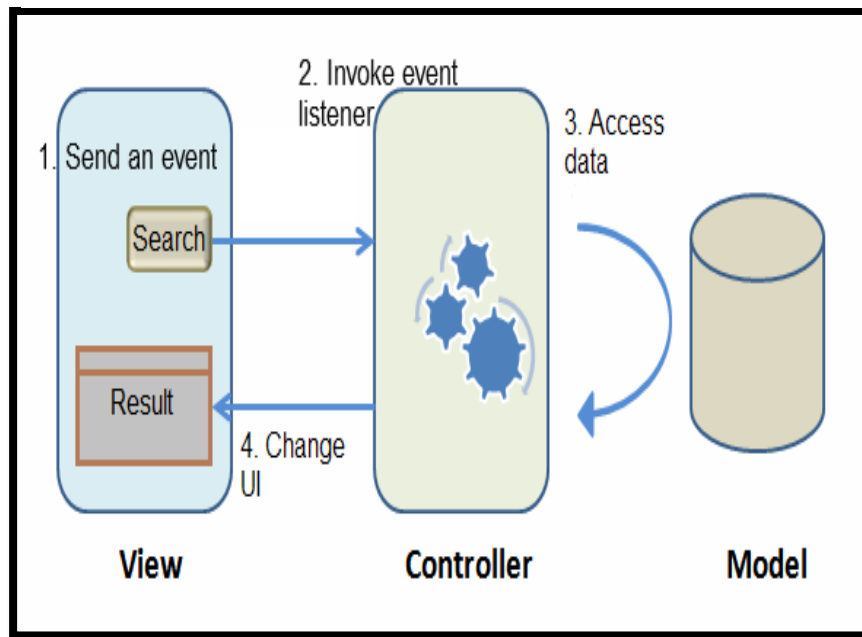 2. Invoke event
listener
3. Access
data
1. Send an event
Search
Result
4. Change
UI
View
Controller
Model